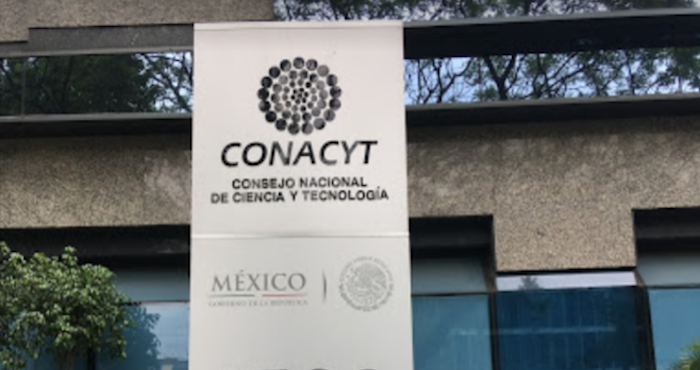 CONACYT
CONSEJO NACIONAL
DE CIENCIA Y TECNOLOGÍA
MÉXICO
GOBIERNO DE LA REPÚBLICA